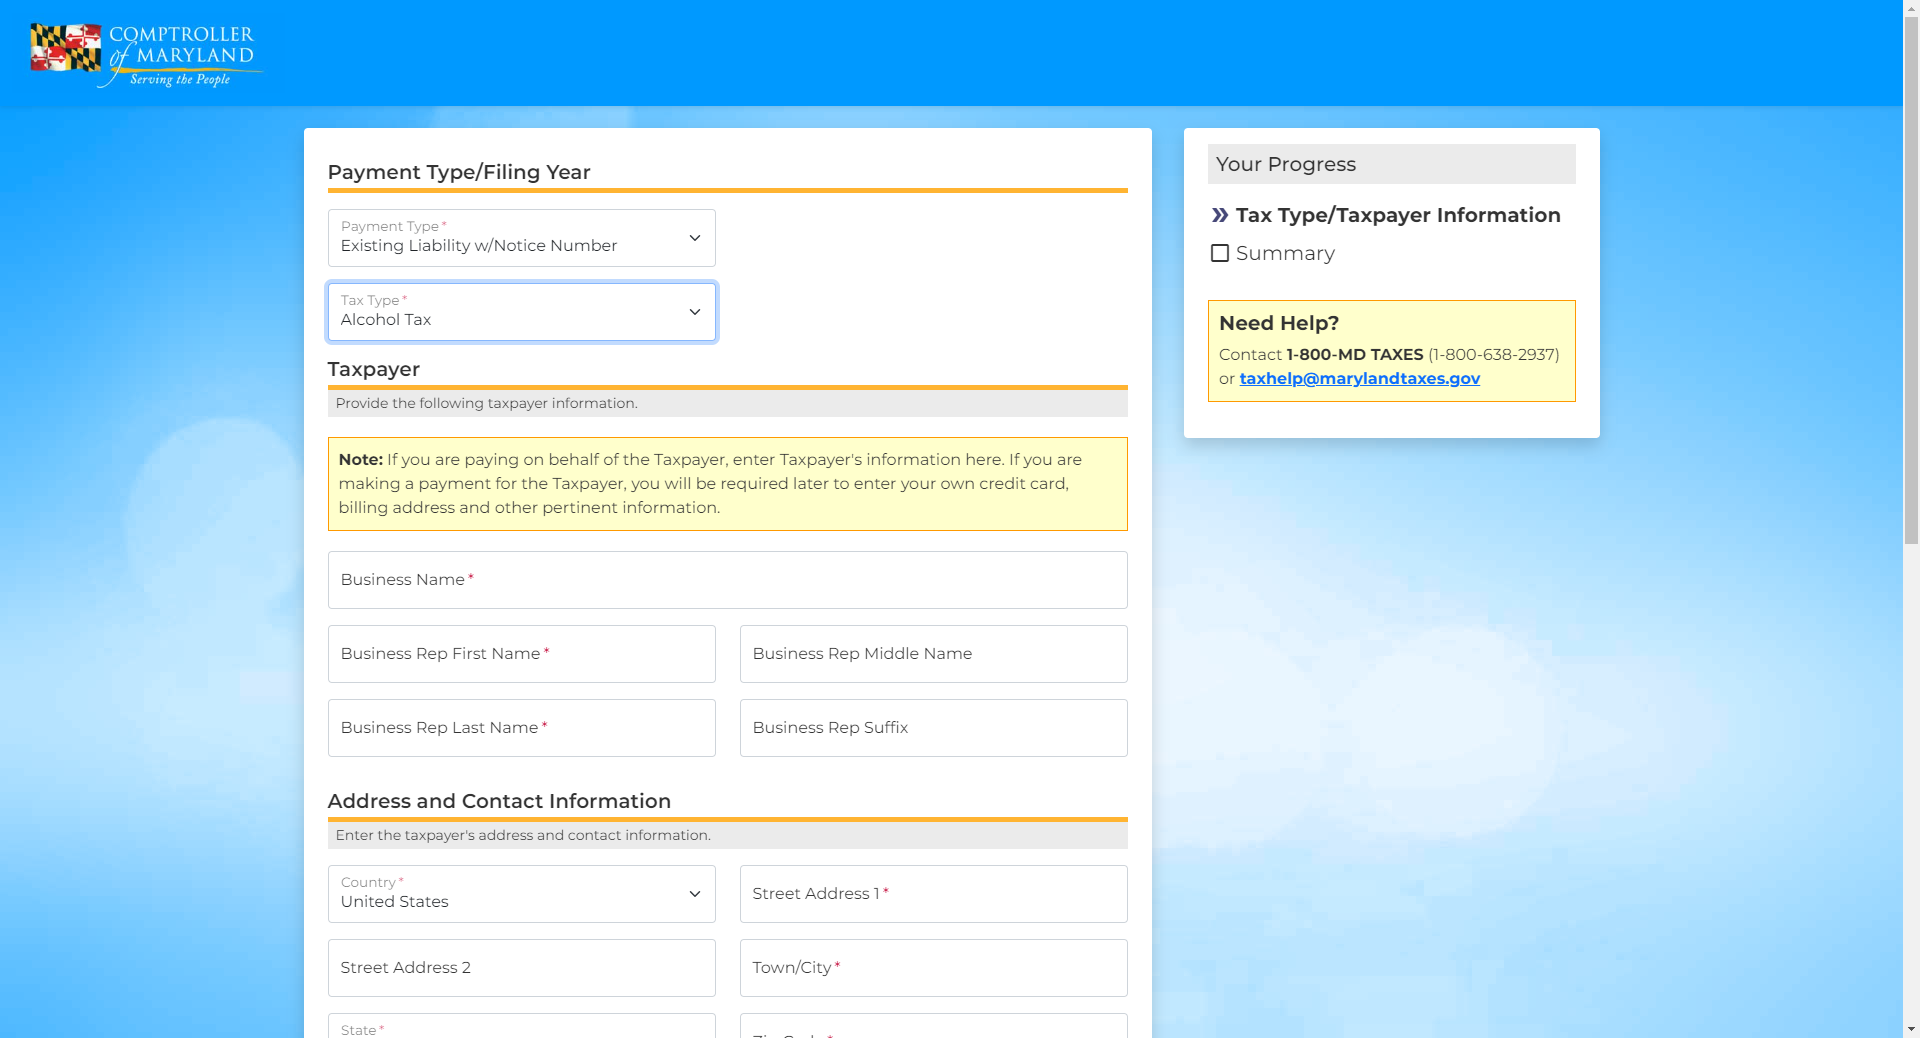 COMPTROLLER
of MARYLAND
Serving the People
Payment Type/Filing Year
Payment Type*
Existing Liability w/Notice Number
Tax Type*
Alcohol Tax
Taxpayer
Provide the following taxpayer information.
Note: If you are paying on behalf of the Taxpayer, enter Taxpayer's information here. If you are
making a payment for the Taxpayer, you will be required later to enter your own credit card,
billing address and other pertinent information.
Business Name*
Business Rep First Name*
Business Rep Middle Name
Business Rep Last Name*
Business Rep Suffix
Address and Contact Information
Enter the taxpayer's address and contact information.
Country*
United States
Street Address 1*
Street Address 2
Town/City*
State*
Your Progress
Tax Type/Taxpayer Information
Summary
Need Help?
Contact 1-800-MD TAXES (1-800-638-2937)
or taxhelp@marylandtaxes.gov